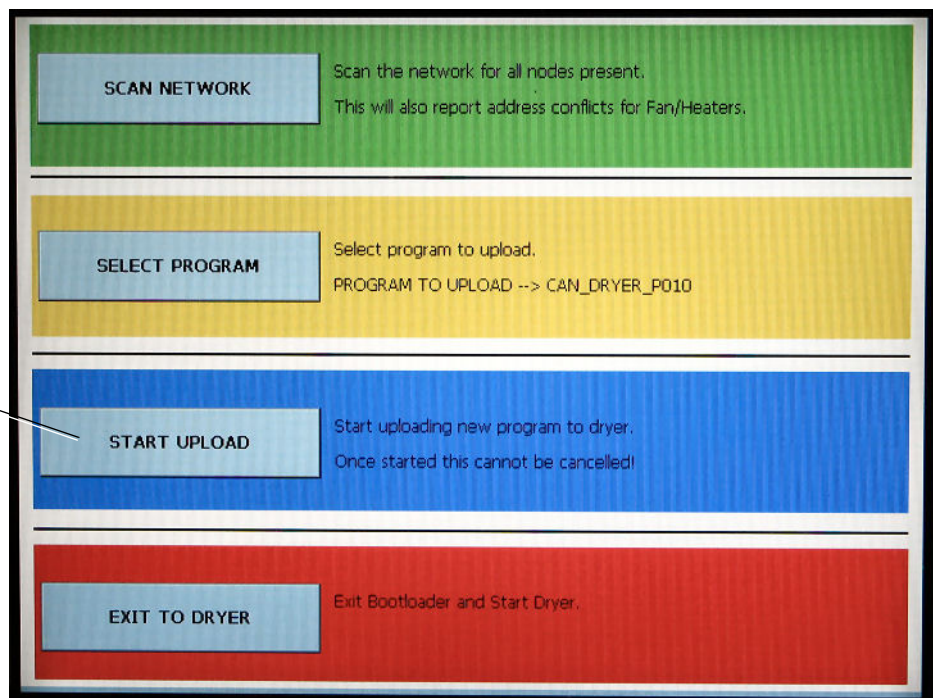 SCAN NETWORK
Scan the network for all nodes present.
This will also report address conflicts for Fan/Heaters.
SELECT PROGRAM
Select program to upload.
PROGRAM TO UPLOAD --> CAN_DRYER_P010
START UPLOAD
Start uploading new program to dryer.
Once started this cannot be cancelled!
EXIT TO DRYER
Exit Bootloader and Start Dryer.